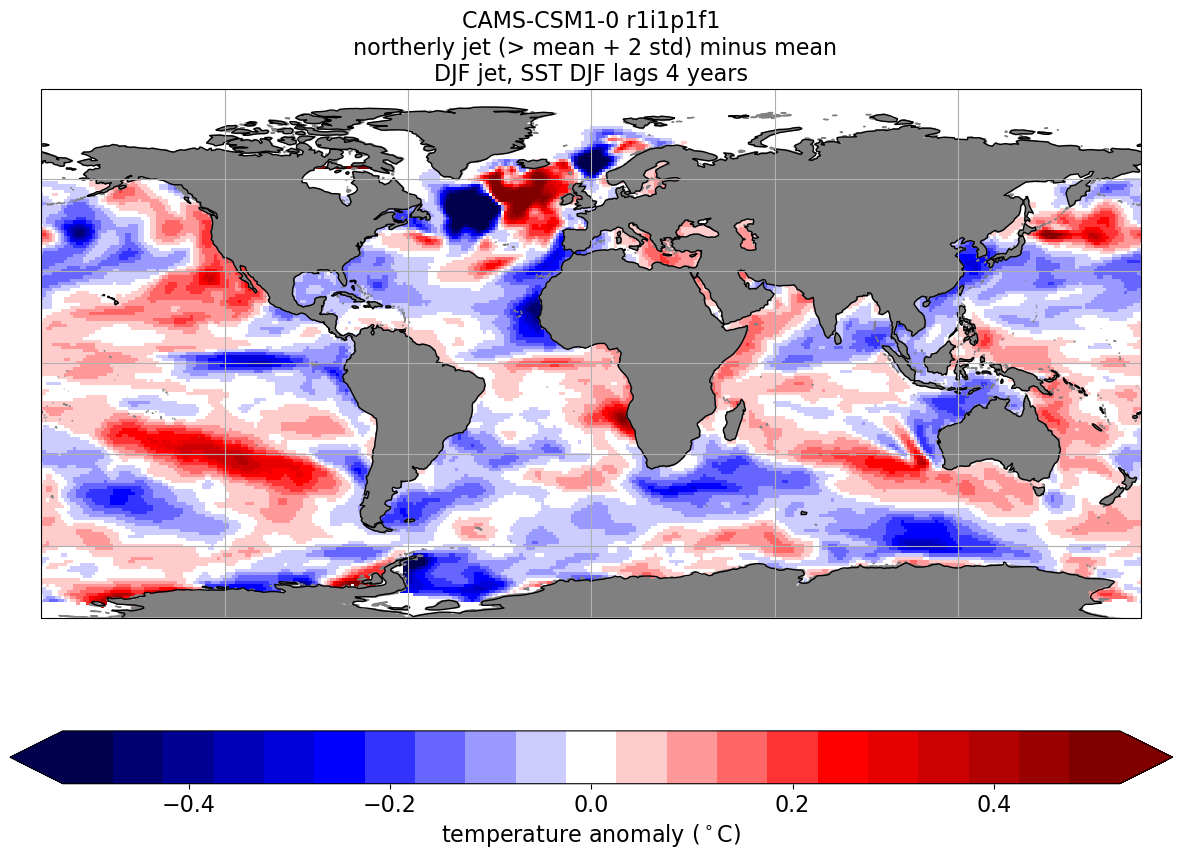 CAMS-CSM1-0 r1i1p1f1
northerly jet (> mean + 2 std) minus mean
DJF jet, SST DJF lags 4 years
−0.4 −0.2 0.0 0.2 0.4
temperature anomaly (°C)